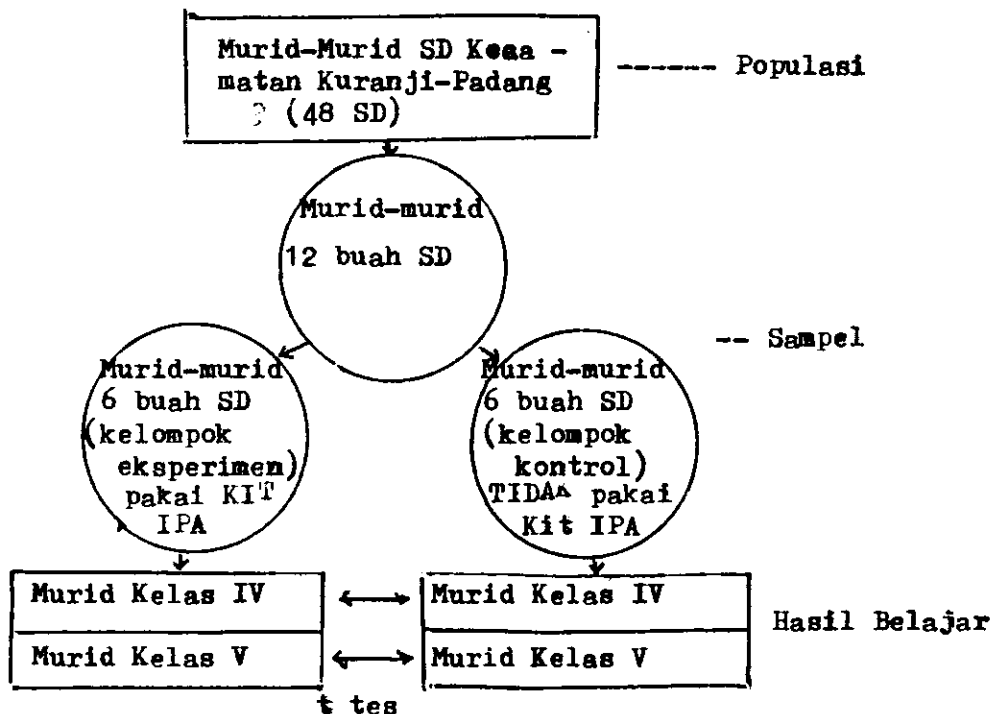 Murid-Murid SD Kecaa -
matan Kuranji-Padang
(48 SD)
------ Populasi
Murid-murid
12 buah SD
-- Sampel
Murid-murid
6 buah SD
(kelompok
eksperimen)
pakai KIT
IPA
Murid-murid
6 buah SD
(kelompok
kontrol)
TIDAK pakai
Kit IPA
Murid Kelas IV
Murid Kelas V
Murid Kelas IV
Murid Kelas V
Hasil Belajar
t tes